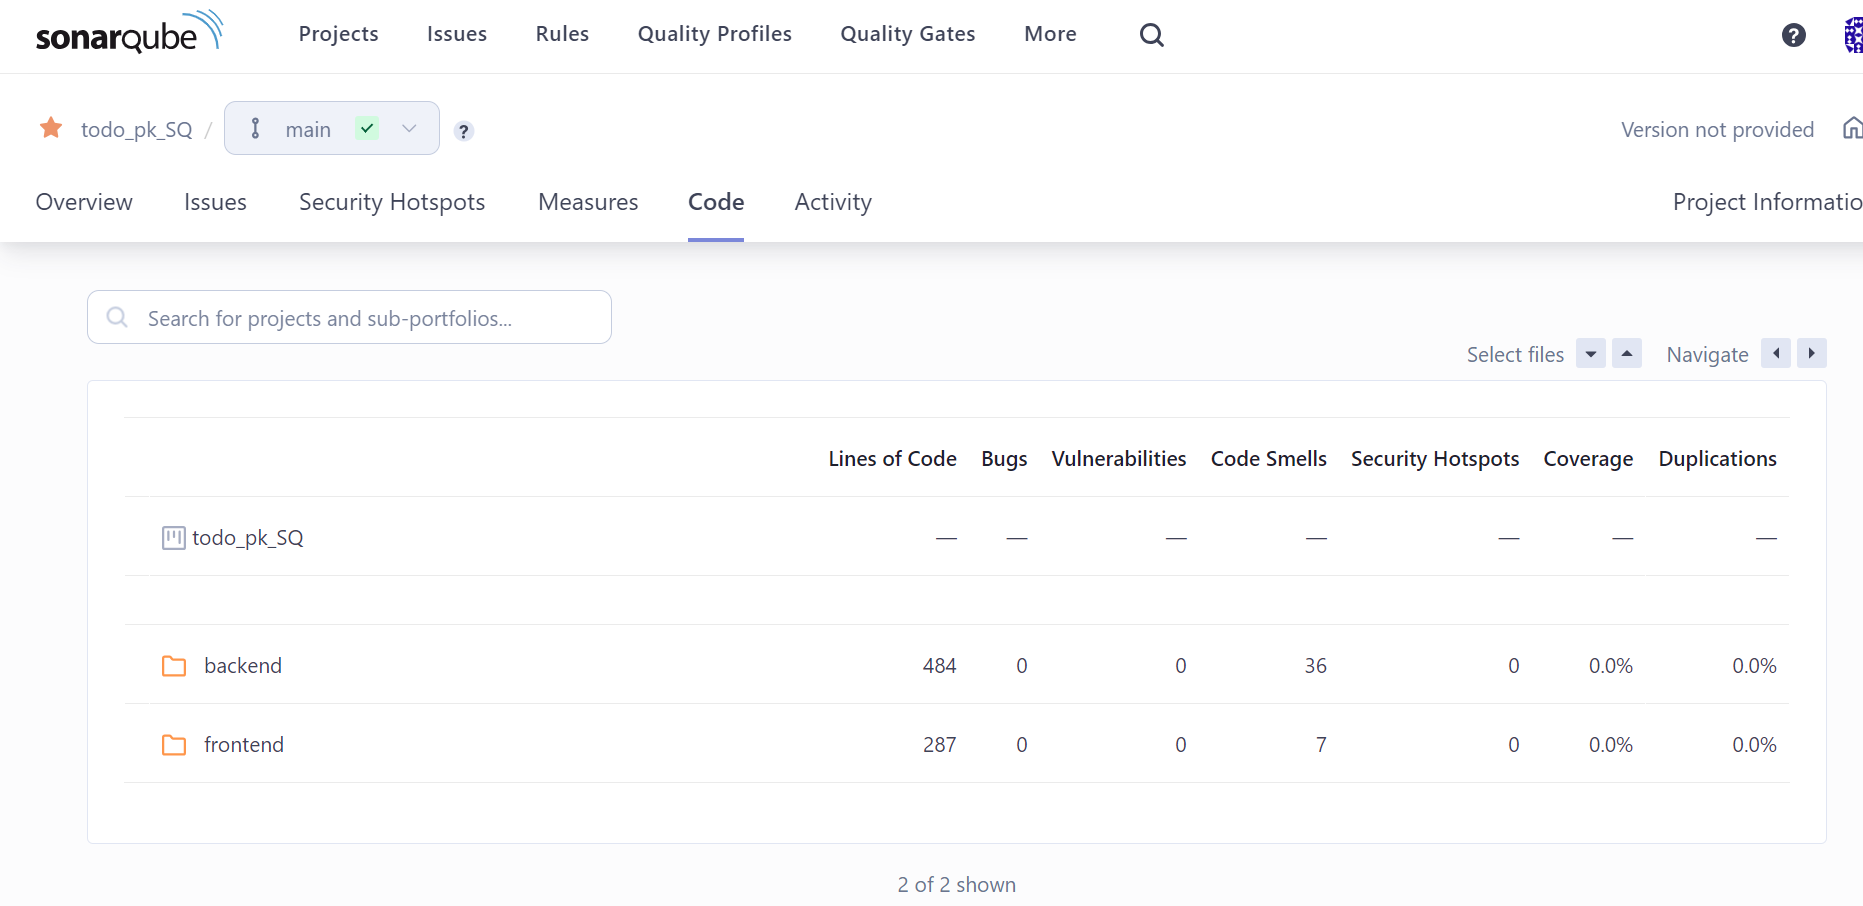 sonarqube Projects Issues Rules Quality Profiles Quality Gates More ?
todo_pk_SQ / main ? Version not provided
Overview Issues Security Hotspots Measures Code Activity Project Informatio
Search for projects and sub-portfolios...
Select files Navigate
Lines of Code Bugs Vulnerabilities Code Smells Security Hotspots Coverage Duplications
todo_pk_SQ — — — — — — —
backend 484 0 0 36 0 0.0% 0.0%
frontend 287 0 0 7 0 0.0% 0.0%
2 of 2 shown